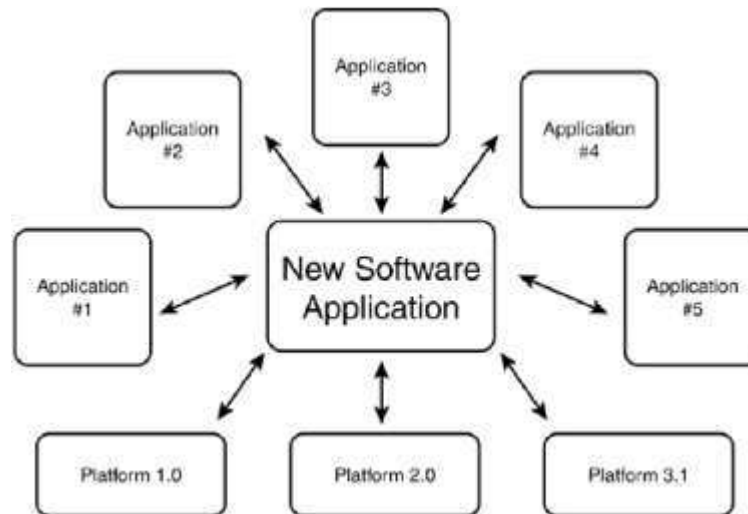 Application
#3
Application
#2
Application
#4
New Software
Application
Application
#1
Application
#5
Platform 1.0
Platform 2.0
Platform 3.1